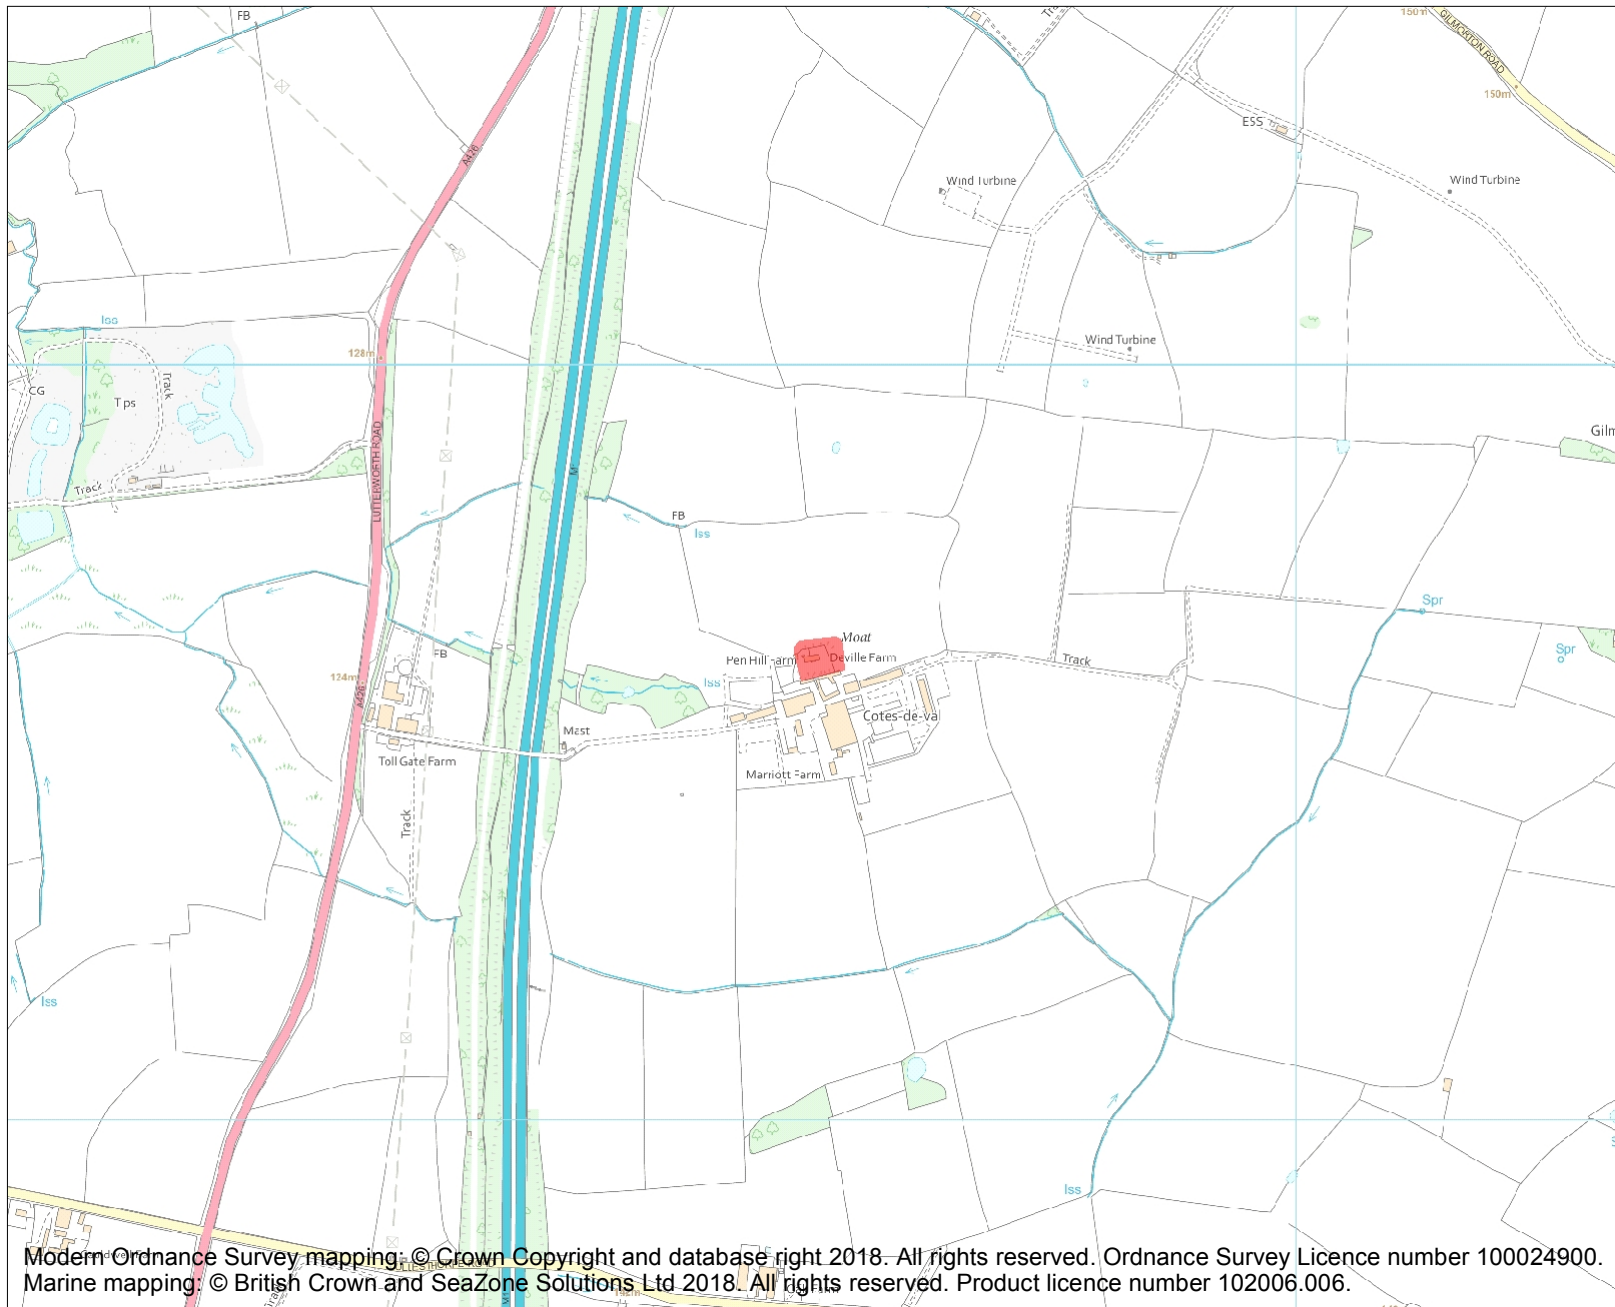 FB
150m
GILMORTON ROAD
150m
A426
ESS
Wind Turbine
Wind Turbine
Iss
128m
Wind Turbine
CG
Tps
Track
LUTTERWORTH ROAD
Track
FB
Iss
Spr
Moat
FB
Pen Hill Farm
Deville Farm
Track
Spr
124m
A426
Iss
Mast
Cotes-de-Val
Toll Gate Farm
Marriott Farm
Track
Iss
Iss
Modern Ordnance Survey mapping: © Crown Copyright and database right 2018. All rights reserved. Ordnance Survey Licence number 100024900.
Marine mapping: © British Crown and SeaZone Solutions Ltd 2018. All rights reserved. Product licence number 102006.006.